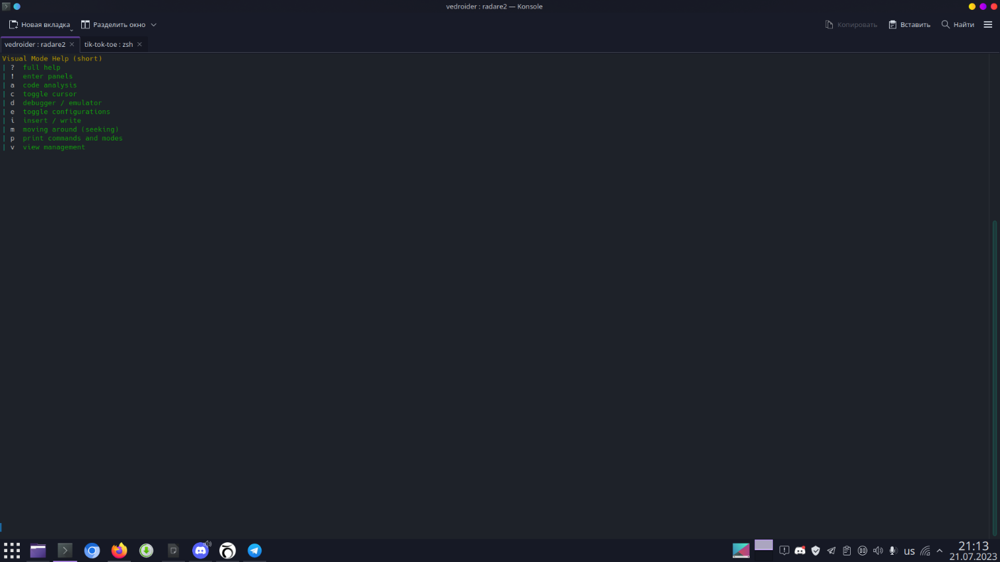 vedroider : radare2 — Konsole
Новая вкладка Разделить окно Копировать Вставить Найти
vedroider : radare2 tik-tok-toe : zsh
Visual Mode Help (short)
| ? full help
| ! enter panels
| a code analysis
| c toggle cursor
| d debugger / emulator
| e toggle configurations
| i insert / write
| m moving around (seeking)
| p print commands and modes
| v view management
us 21:13
21.07.2023